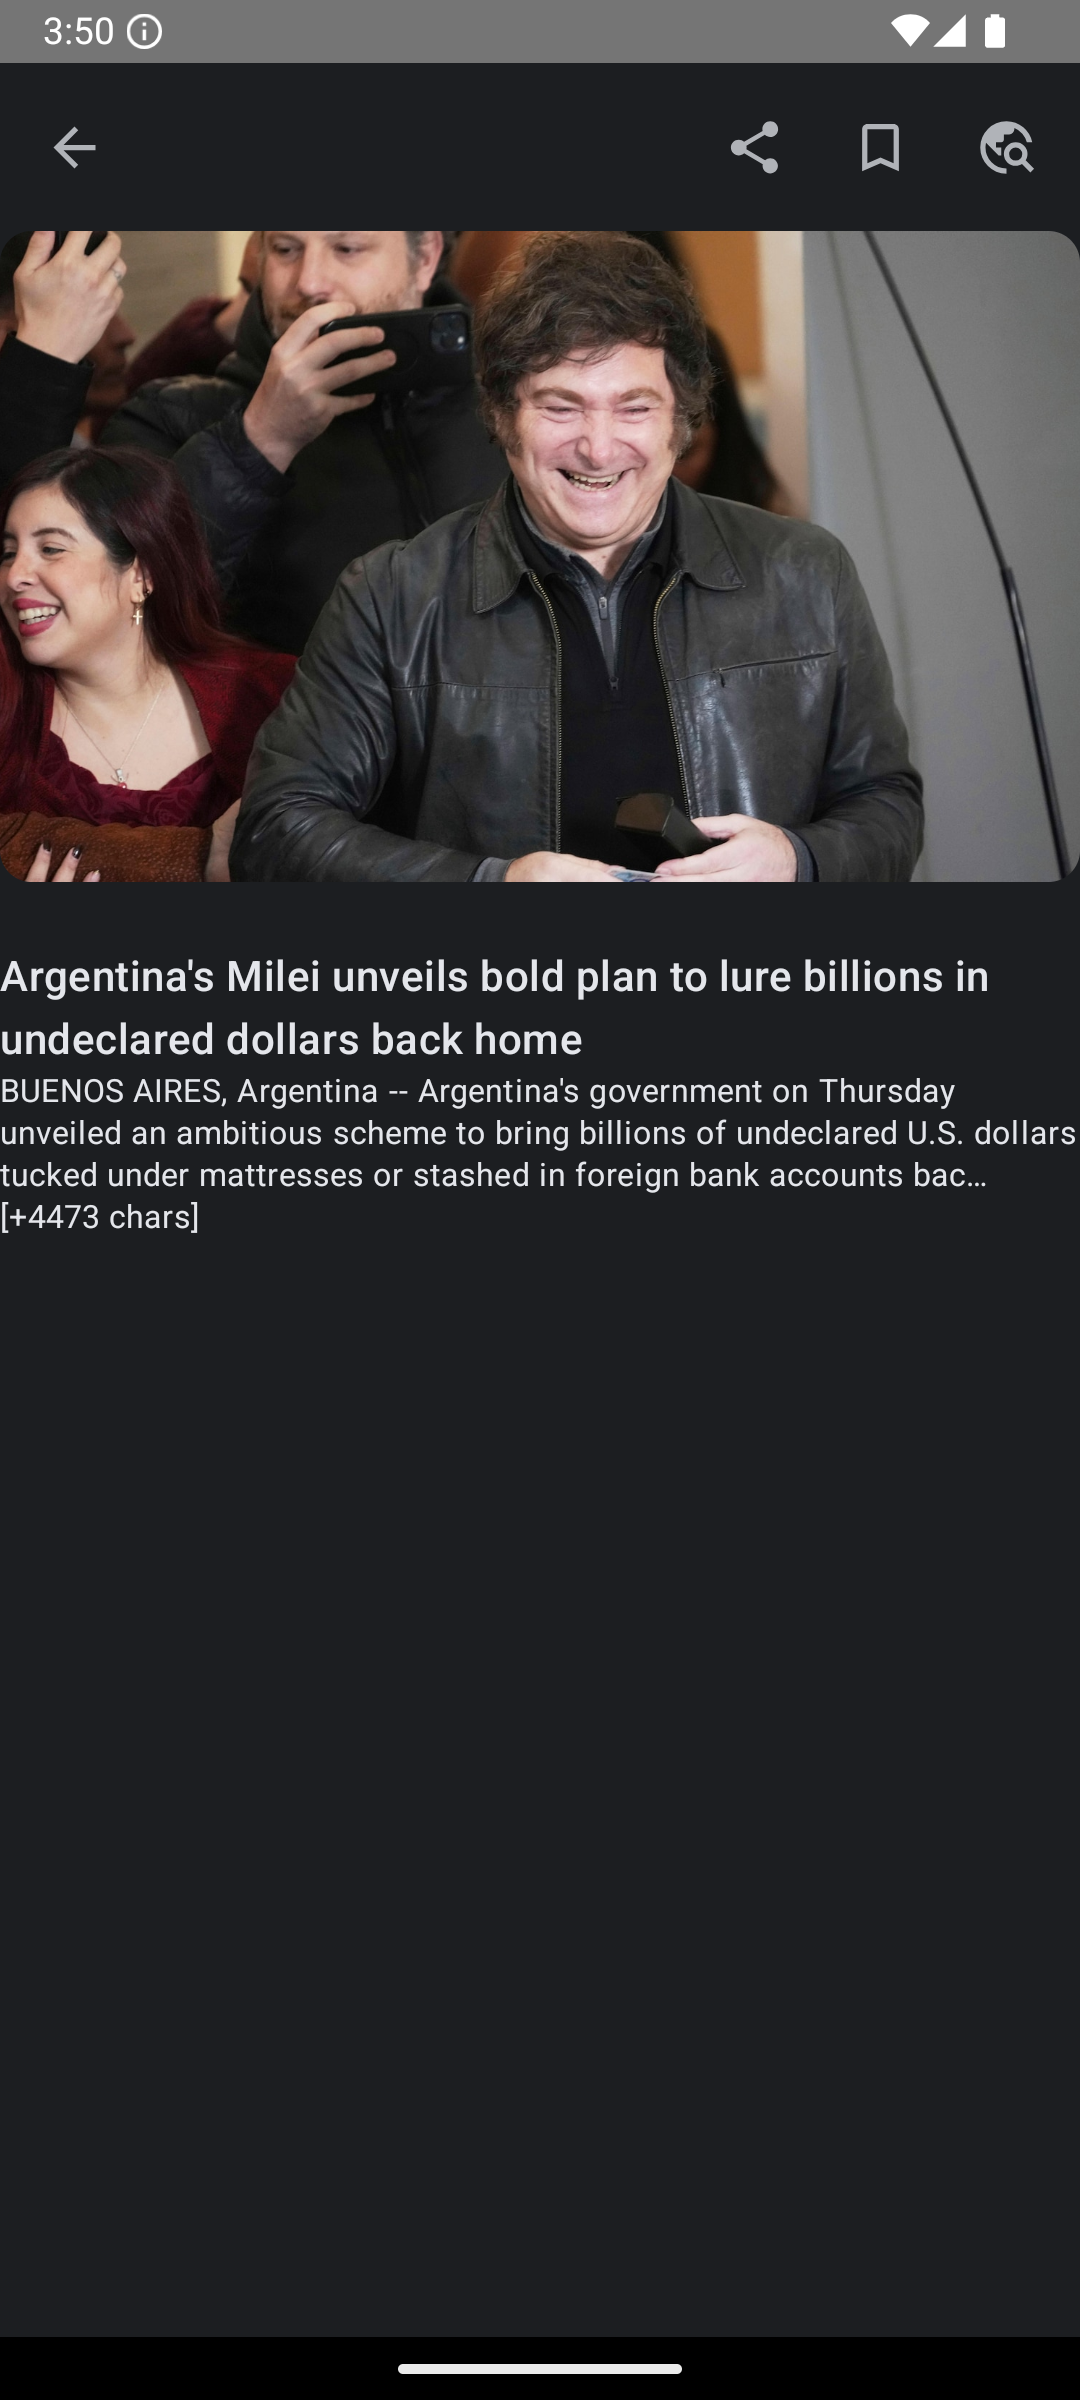 3:50
Argentina's Milei unveils bold plan to lure billions in
undeclared dollars back home
BUENOS AIRES, Argentina -- Argentina's government on Thursday
unveiled an ambitious scheme to bring billions of undeclared U.S. dollars
tucked under mattresses or stashed in foreign bank accounts bac…
[+4473 chars]